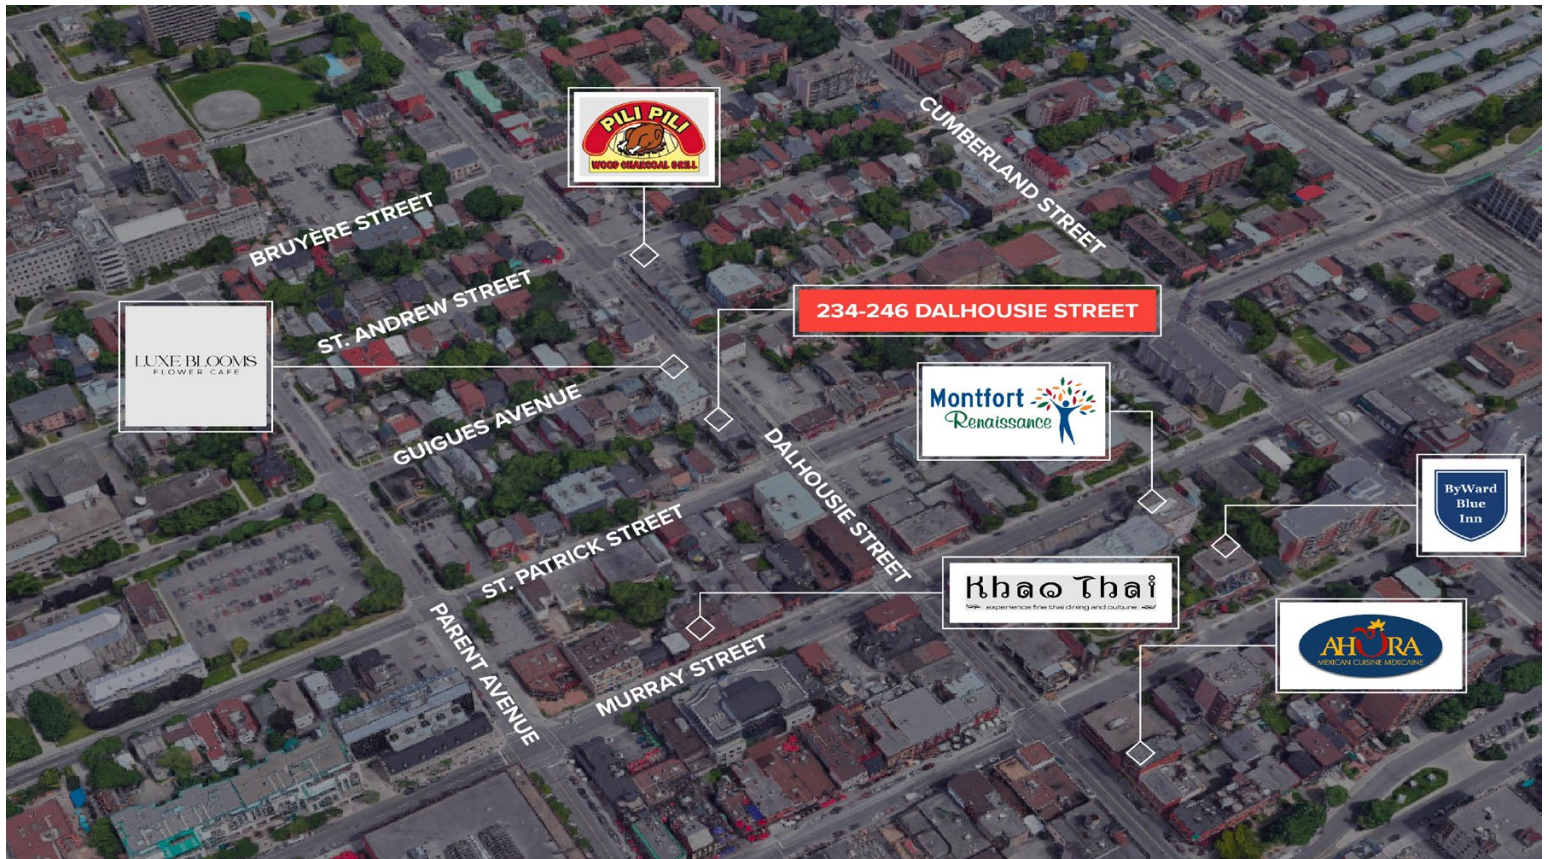 PILI PILI
WOOD CHARCOAL GRILL
CUMBERLAND STREET
BRUYÈRE STREET
ST. ANDREW STREET
234-246 DALHOUSIE STREET
LUXE BLOOMS
FLOWER CAFE
GUIGUES AVENUE
Montfort
Renaissance
DALHOUSIE STREET
ByWard
Blue
Inn
ST. PATRICK STREET
Khao Thai
experience fine thai dining and culture
PARENT AVENUE
MURRAY STREET
AHORA
MEXICAN CUISINE MEXICAINE